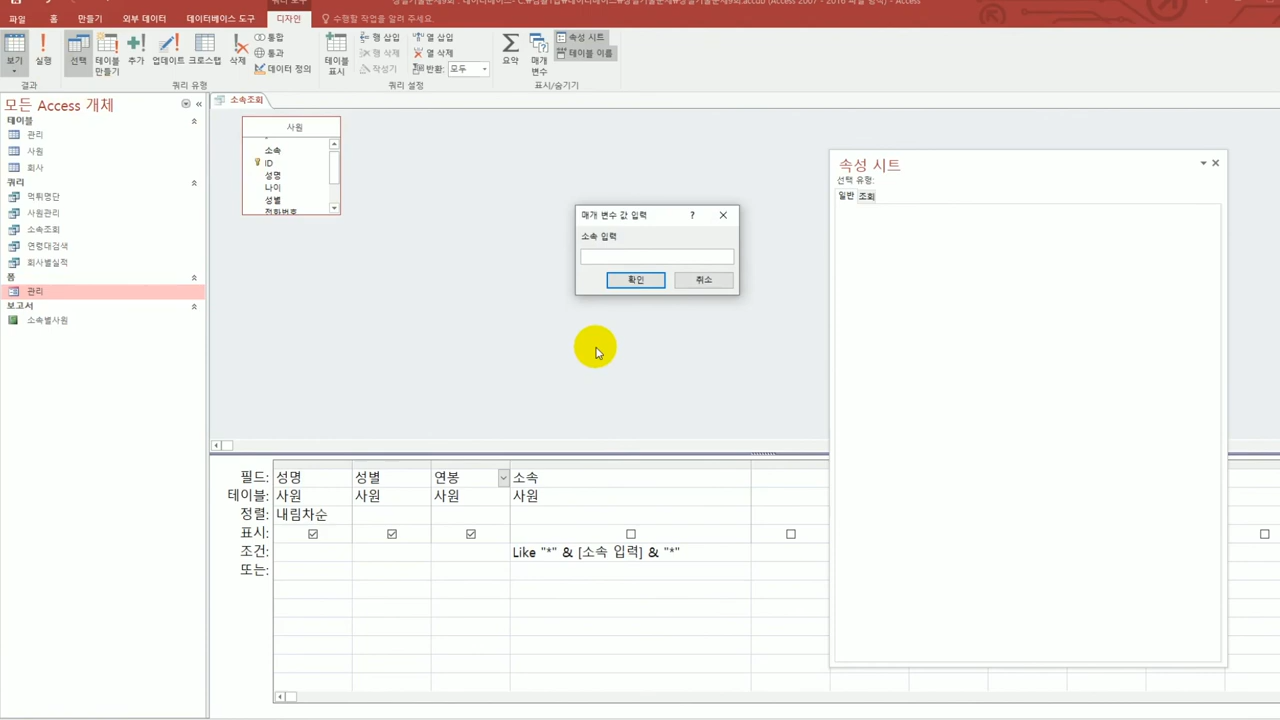 쿼리 도구
파일 홈 만들기 외부 데이터 데이터베이스 도구 디자인 수행할 작업을 알려 주세요.
보기 실행 선택 테이블 만들기 추가 업데이트 크로스탭 삭제 통합 통과 데이터 정의 테이블 표시 행 삽입 행 삭제 작성기 열 삽입 열 삭제 반환: 모두 요약 매개 변수 속성 시트 테이블 이름
결과 쿼리 유형 쿼리 설정 표시/숨기기
모든 Access 개체
테이블
관리
사원
회사
쿼리
먹튀명단
사원관리
소속조회
연령대검색
회사별실적
폼
관리
보고서
소속별사원
소속조회
사원
소속
ID
성명
나이
성별
전화번호
매개 변수 값 입력 ?
소속 입력
확인 취소
속성 시트
선택 유형:
일반 조회
필드: 성명 성별 연봉 소속
테이블: 사원 사원 사원 사원
정렬: 내림차순
표시:
조건: Like "*" & [소속 입력] & "*"
또는: